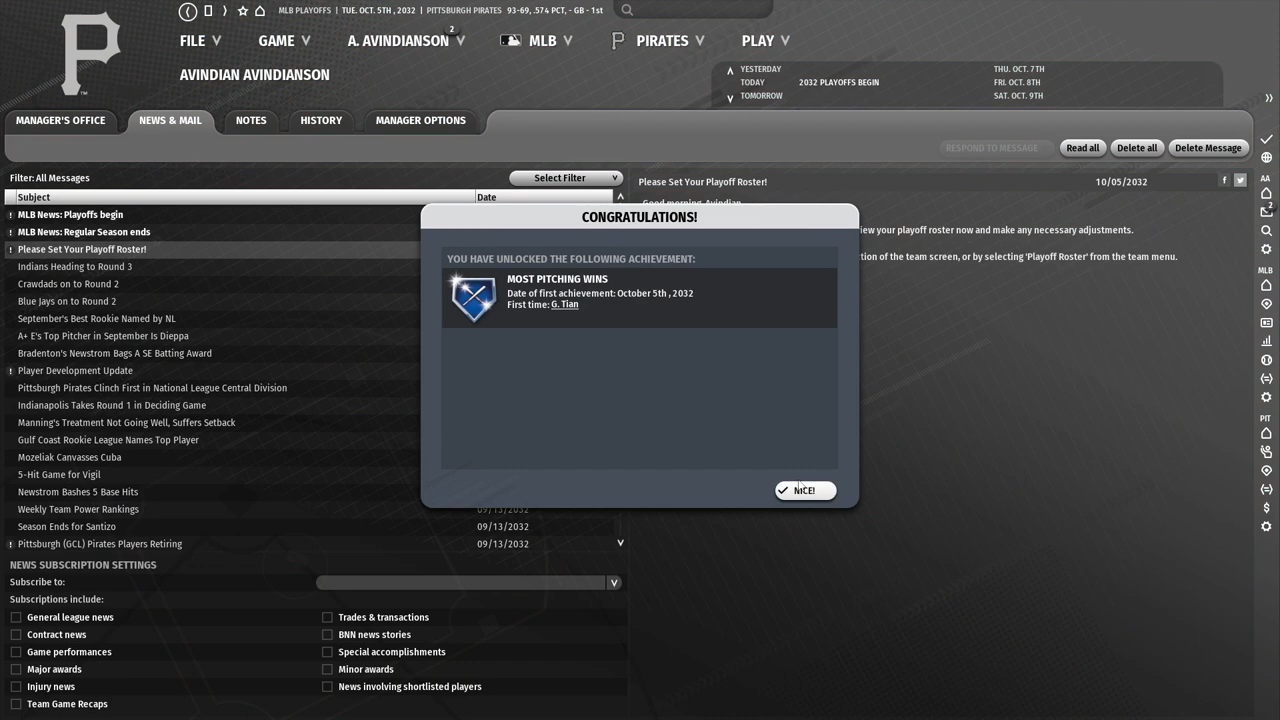 MLB PLAYOFFS | TUE. OCT. 5TH , 2032 | PITTSBURGH PIRATES 93-69, .574 PCT, - GB - 1st
FILE GAME A. AVINDIANSON 2 MLB PIRATES PLAY
AVINDIAN AVINDIANSON
YESTERDAY THU. OCT. 7TH
TODAY 2032 PLAYOFFS BEGIN FRI. OCT. 8TH
TOMORROW SAT. OCT. 9TH
MANAGER'S OFFICE NEWS & MAIL NOTES HISTORY MANAGER OPTIONS
RESPOND TO MESSAGE Read all Delete all Delete Message
Filter: All Messages Select Filter
Subject Date
Please Set Your Playoff Roster! 10/05/2032
Good morning, Avindian
iew your playoff roster now and make any necessary adjustments.
ction of the team screen, or by selecting 'Playoff Roster' from the team menu.
MLB News: Playoffs begin
MLB News: Regular Season ends
Please Set Your Playoff Roster!
Indians Heading to Round 3
Crawdads on to Round 2
Blue Jays on to Round 2
September's Best Rookie Named by NL
A+ E's Top Pitcher in September Is Dieppa
Bradenton's Newstrom Bags A SE Batting Award
Player Development Update
Pittsburgh Pirates Clinch First in National League Central Division
Indianapolis Takes Round 1 in Deciding Game
Manning's Treatment Not Going Well, Suffers Setback
Gulf Coast Rookie League Names Top Player
Mozeliak Canvasses Cuba
5-Hit Game for Vigil
Newstrom Bashes 5 Base Hits
Weekly Team Power Rankings 09/13/2032
Season Ends for Santizo 09/13/2032
Pittsburgh (GCL) Pirates Players Retiring 09/13/2032
CONGRATULATIONS!
YOU HAVE UNLOCKED THE FOLLOWING ACHIEVEMENT:
MOST PITCHING WINS
Date of first achievement: October 5th , 2032
First time: G. Tian
NICE!
NEWS SUBSCRIPTION SETTINGS
Subscribe to:
Subscriptions include:
General league news Trades & transactions
Contract news BNN news stories
Game performances Special accomplishments
Major awards Minor awards
Injury news News involving shortlisted players
Team Game Recaps
AA
2
MLB
PIT